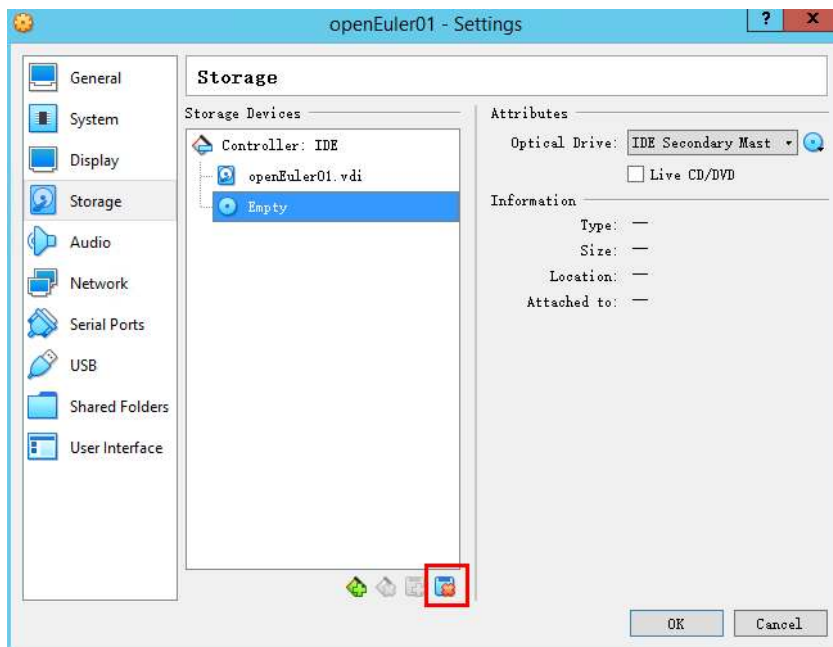 openEuler01 - Settings
?
x
General
System
Display
Storage
Audio
Network
Serial Ports
USB
Shared Folders
User Interface
Storage
Storage Devices
Controller: IDE
openEuler01.vdi
Empty
Attributes
Optical Drive: IDE Secondary Mast
Live CD/DVD
Information
Type: —
Size: —
Location: —
Attached to: —
OK
Cancel